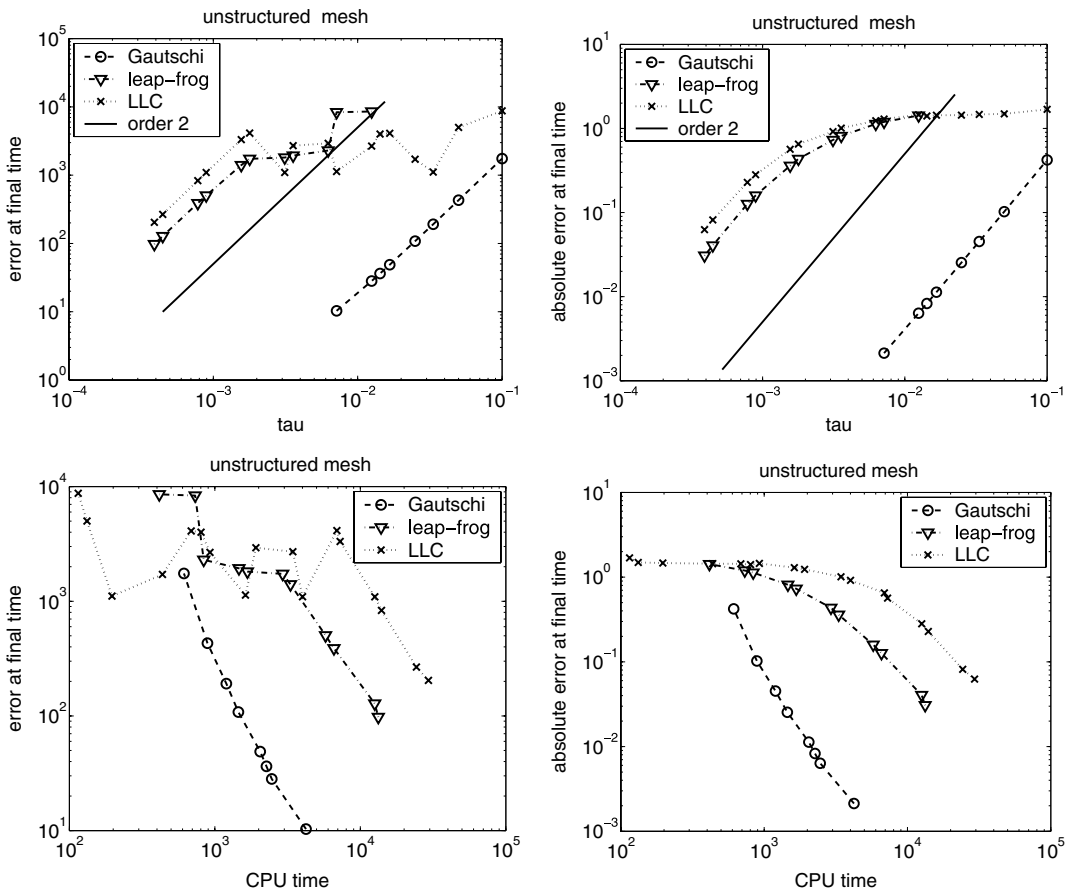 unstructured mesh
10^5
10^4
10^3
10^2
10^1
10^0
error at final time
Gautschi
leap-frog
LLC
order 2
10^-4
10^-3
10^-2
10^-1
tau
unstructured mesh
10^2
10^1
10^0
10^-1
10^-2
10^-3
absolute error at final time
Gautschi
leap-frog
LLC
order 2
10^-4
10^-3
10^-2
10^-1
tau
unstructured mesh
10^4
10^3
10^2
10^1
error at final time
Gautschi
leap-frog
LLC
10^2
10^3
10^4
10^5
CPU time
unstructured mesh
10^2
10^1
10^0
10^-1
10^-2
10^-3
absolute error at final time
Gautschi
leap-frog
LLC
10^2
10^3
10^4
10^5
CPU time